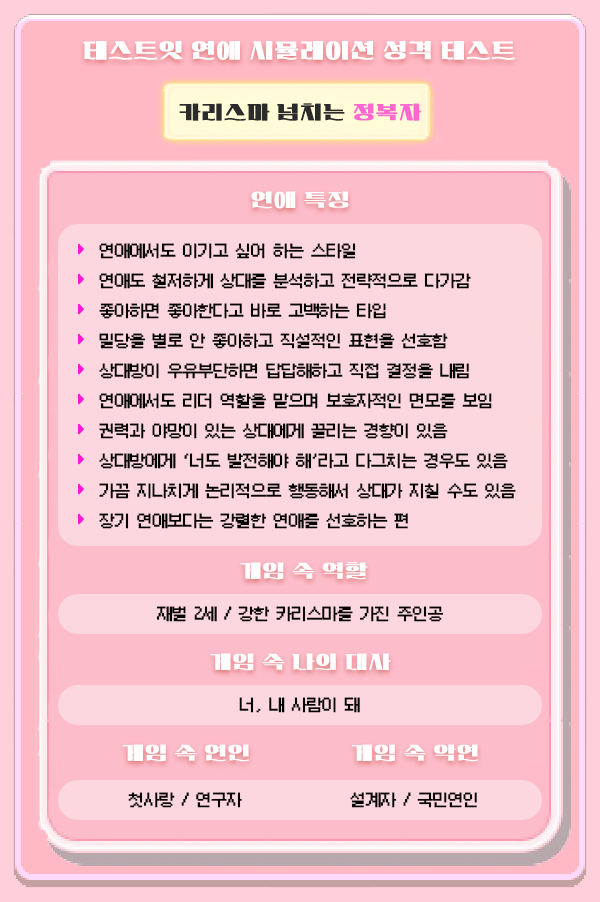 테스트잇 연애 시뮬레이션 성격 테스트
카리스마 넘치는 정복자
연애 특징
연애에서도 이기고 싶어 하는 스타일
연애도 철저하게 상대를 분석하고 전략적으로 다가감
좋아하면 좋아한다고 바로 고백하는 타입
밀당을 별로 안 좋아하고 직설적인 표현을 선호함
상대방이 우유부단하면 답답해하고 직접 결정을 내림
연애에서도 리더 역할을 맡으며 보호자적인 면모를 보임
권력과 야망이 있는 상대에게 끌리는 경향이 있음
상대방에게 '너도 발전해야 해'라고 다그치는 경우도 있음
가끔 지나치게 논리적으로 행동해서 상대가 지칠 수도 있음
장기 연애보다는 강렬한 연애를 선호하는 편
게임 속 역할
재벌 2세 / 강한 카리스마를 가진 주인공
게임 속 나의 대사
너, 내 사람이 돼
게임 속 연인
게임 속 악연
첫사랑 / 연구자
설계자 / 국민연인